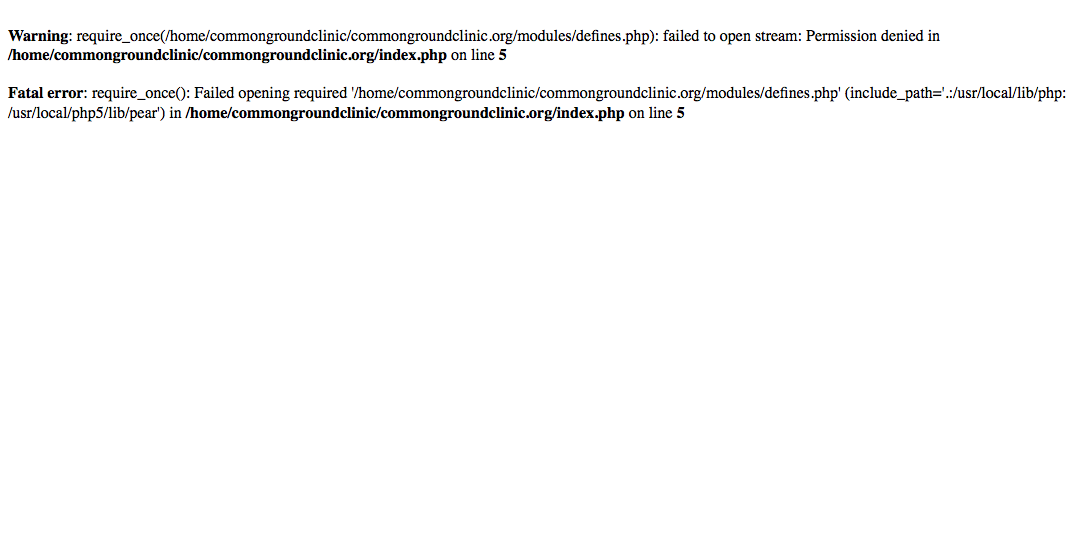 Warning: require_once(/home/commongroundclinic/commongroundclinic.org/modules/defines.php): failed to open stream: Permission denied in
/home/commongroundclinic/commongroundclinic.org/index.php on line 5
Fatal error: require_once(): Failed opening required '/home/commongroundclinic/commongroundclinic.org/modules/defines.php' (include_path='.:/usr/local/lib/php:
/usr/local/php5/lib/pear') in /home/commongroundclinic/commongroundclinic.org/index.php on line 5